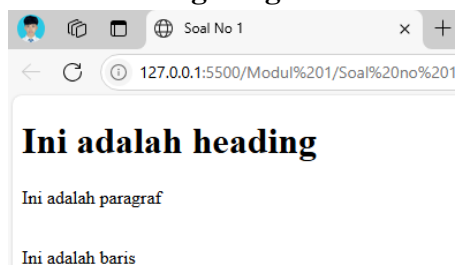 Soal No 1
127.0.0.1:5500/Modul%201/Soal%20no%201
Ini adalah heading
Ini adalah paragraf
Ini adalah baris